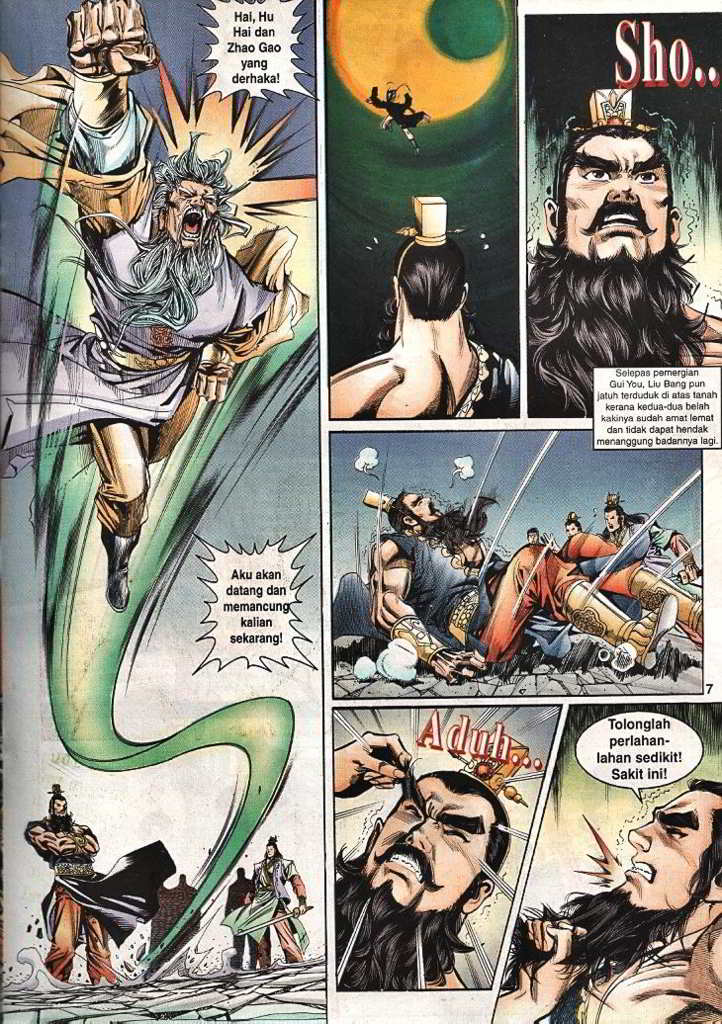 Hai, Hu
Hai dan
Zhao Gao
yang
derhaka!
Aku akan
datang dan
memancung
kalian
sekarang!
Sho..
Selepas pemergian
Gui You, Liu Bang pun
jatuh terduduk di atas tanah
kerana kedua-dua belah
kakinya sudah amat lemat
dan tidak dapat hendak
menanggung badannya lagi.
7
Aduh...
Tolonglah
perlahan-
lahan sedikit!
Sakit ini!